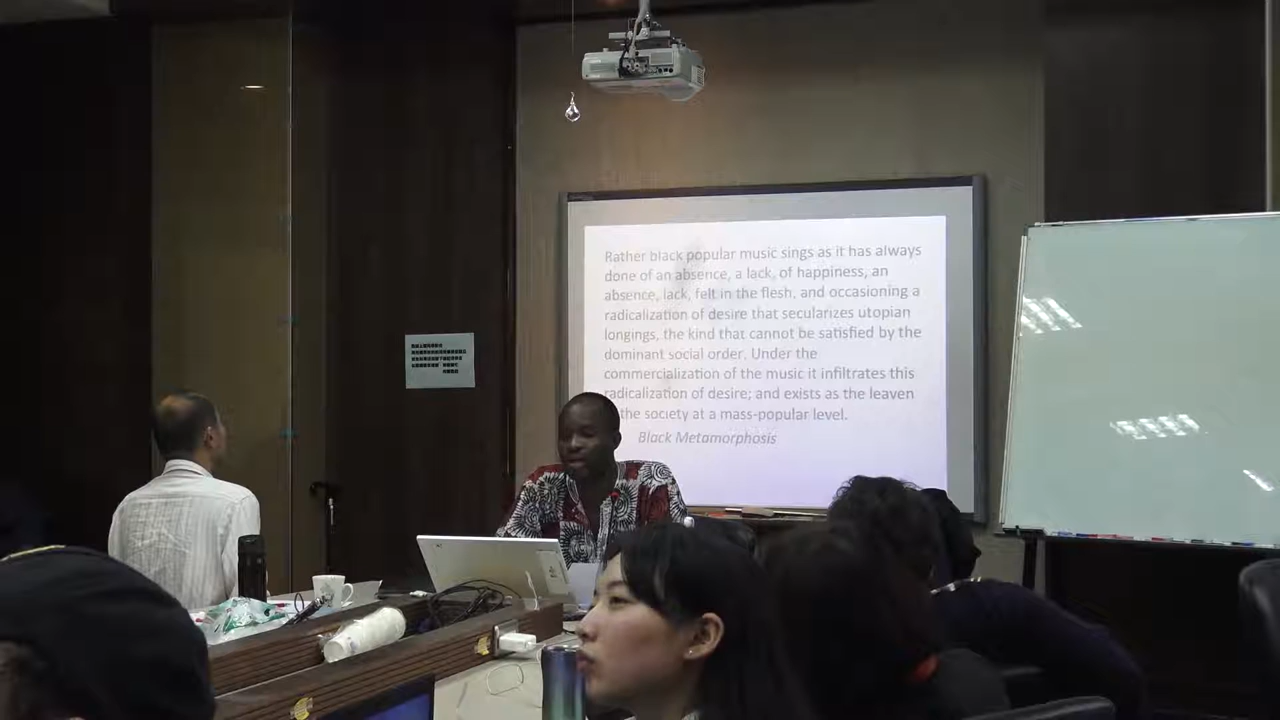 Rather black popular music sings as it has always
done of an absence, a lack, of happiness, an
absence, lack, felt in the flesh, and occasioning a
radicalization of desire that secularizes utopian
longings, the kind that cannot be satisfied by the
dominant social order. Under the
commercialization of the music it infiltrates this
radicalization of desire; and exists as the leaven
the society at a mass-popular level.
Black Metamorphosis